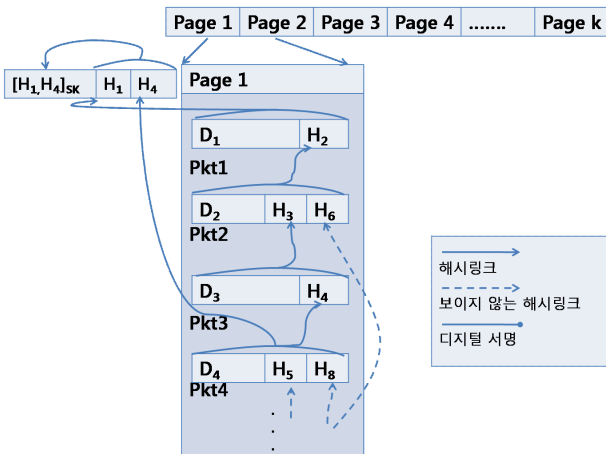 Page 1 Page 2 Page 3 Page 4 ....... Page k
[H1,H4]SK H1 H4
Page 1
D1 H2
Pkt1
D2 H3 H6
Pkt2
D3 H4
Pkt3
D4 H5 H8
Pkt4
해시링크
보이지 않는 해시링크
디지털 서명